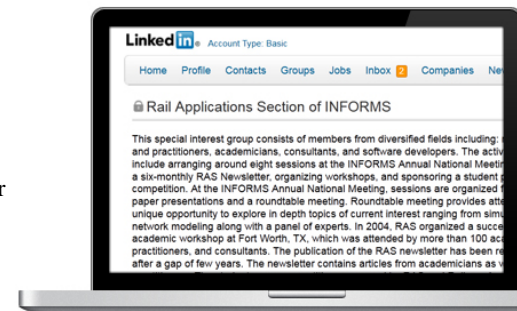 Linked in® Account Type: Basic
Home Profile Contacts Groups Jobs Inbox 2 Companies
Rail Applications Section of INFORMS
This special interest group consists of members from diversified fields including:
and practitioners, academicians, consultants, and software developers. The
include arranging around eight sessions at the INFORMS Annual National
a six-monthly RAS Newsletter, organizing workshops, and sponsoring a student
competition. At the INFORMS Annual National Meeting, sessions are organized
paper presentations and a roundtable meeting. Roundtable meeting provides
unique opportunity to explore in depth topics of current interest ranging from
network modeling along with a panel of experts. In 2004, RAS organized a
r
academic workshop at Fort Worth, TX, which was attended by more than 100
practitioners, and consultants. The publication of the RAS newsletter has been
after a gap of few years. The newsletter contains articles from academicians as